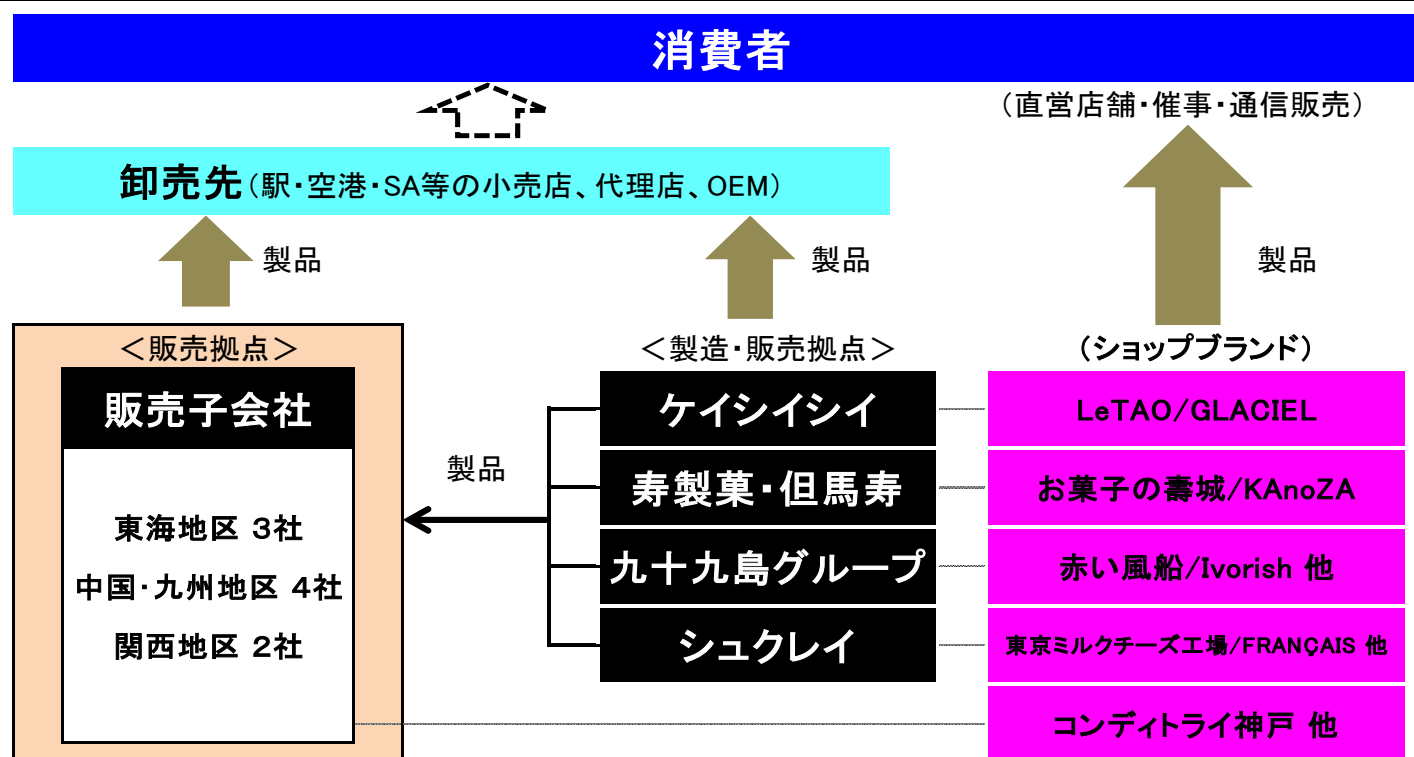 消費者
(直営店舗・催事・通信販売)
卸売先(駅・空港・SA等の小売店、代理店、OEM)
製品
製品
製品
<販売拠点>
販売子会社
東海地区 3社
中国・九州地区 4社
関西地区 2社
製品
<製造・販売拠点>
ケイシイシイ
寿製菓・但馬寿
九十九島グループ
シュクレイ
(ショップブランド)
LeTAO/GLACIEL
お菓子の壽城/KAnoZA
赤い風船/Ivorish 他
東京ミルクチーズ工場/FRANÇAIS 他
コンディトライ神戸 他